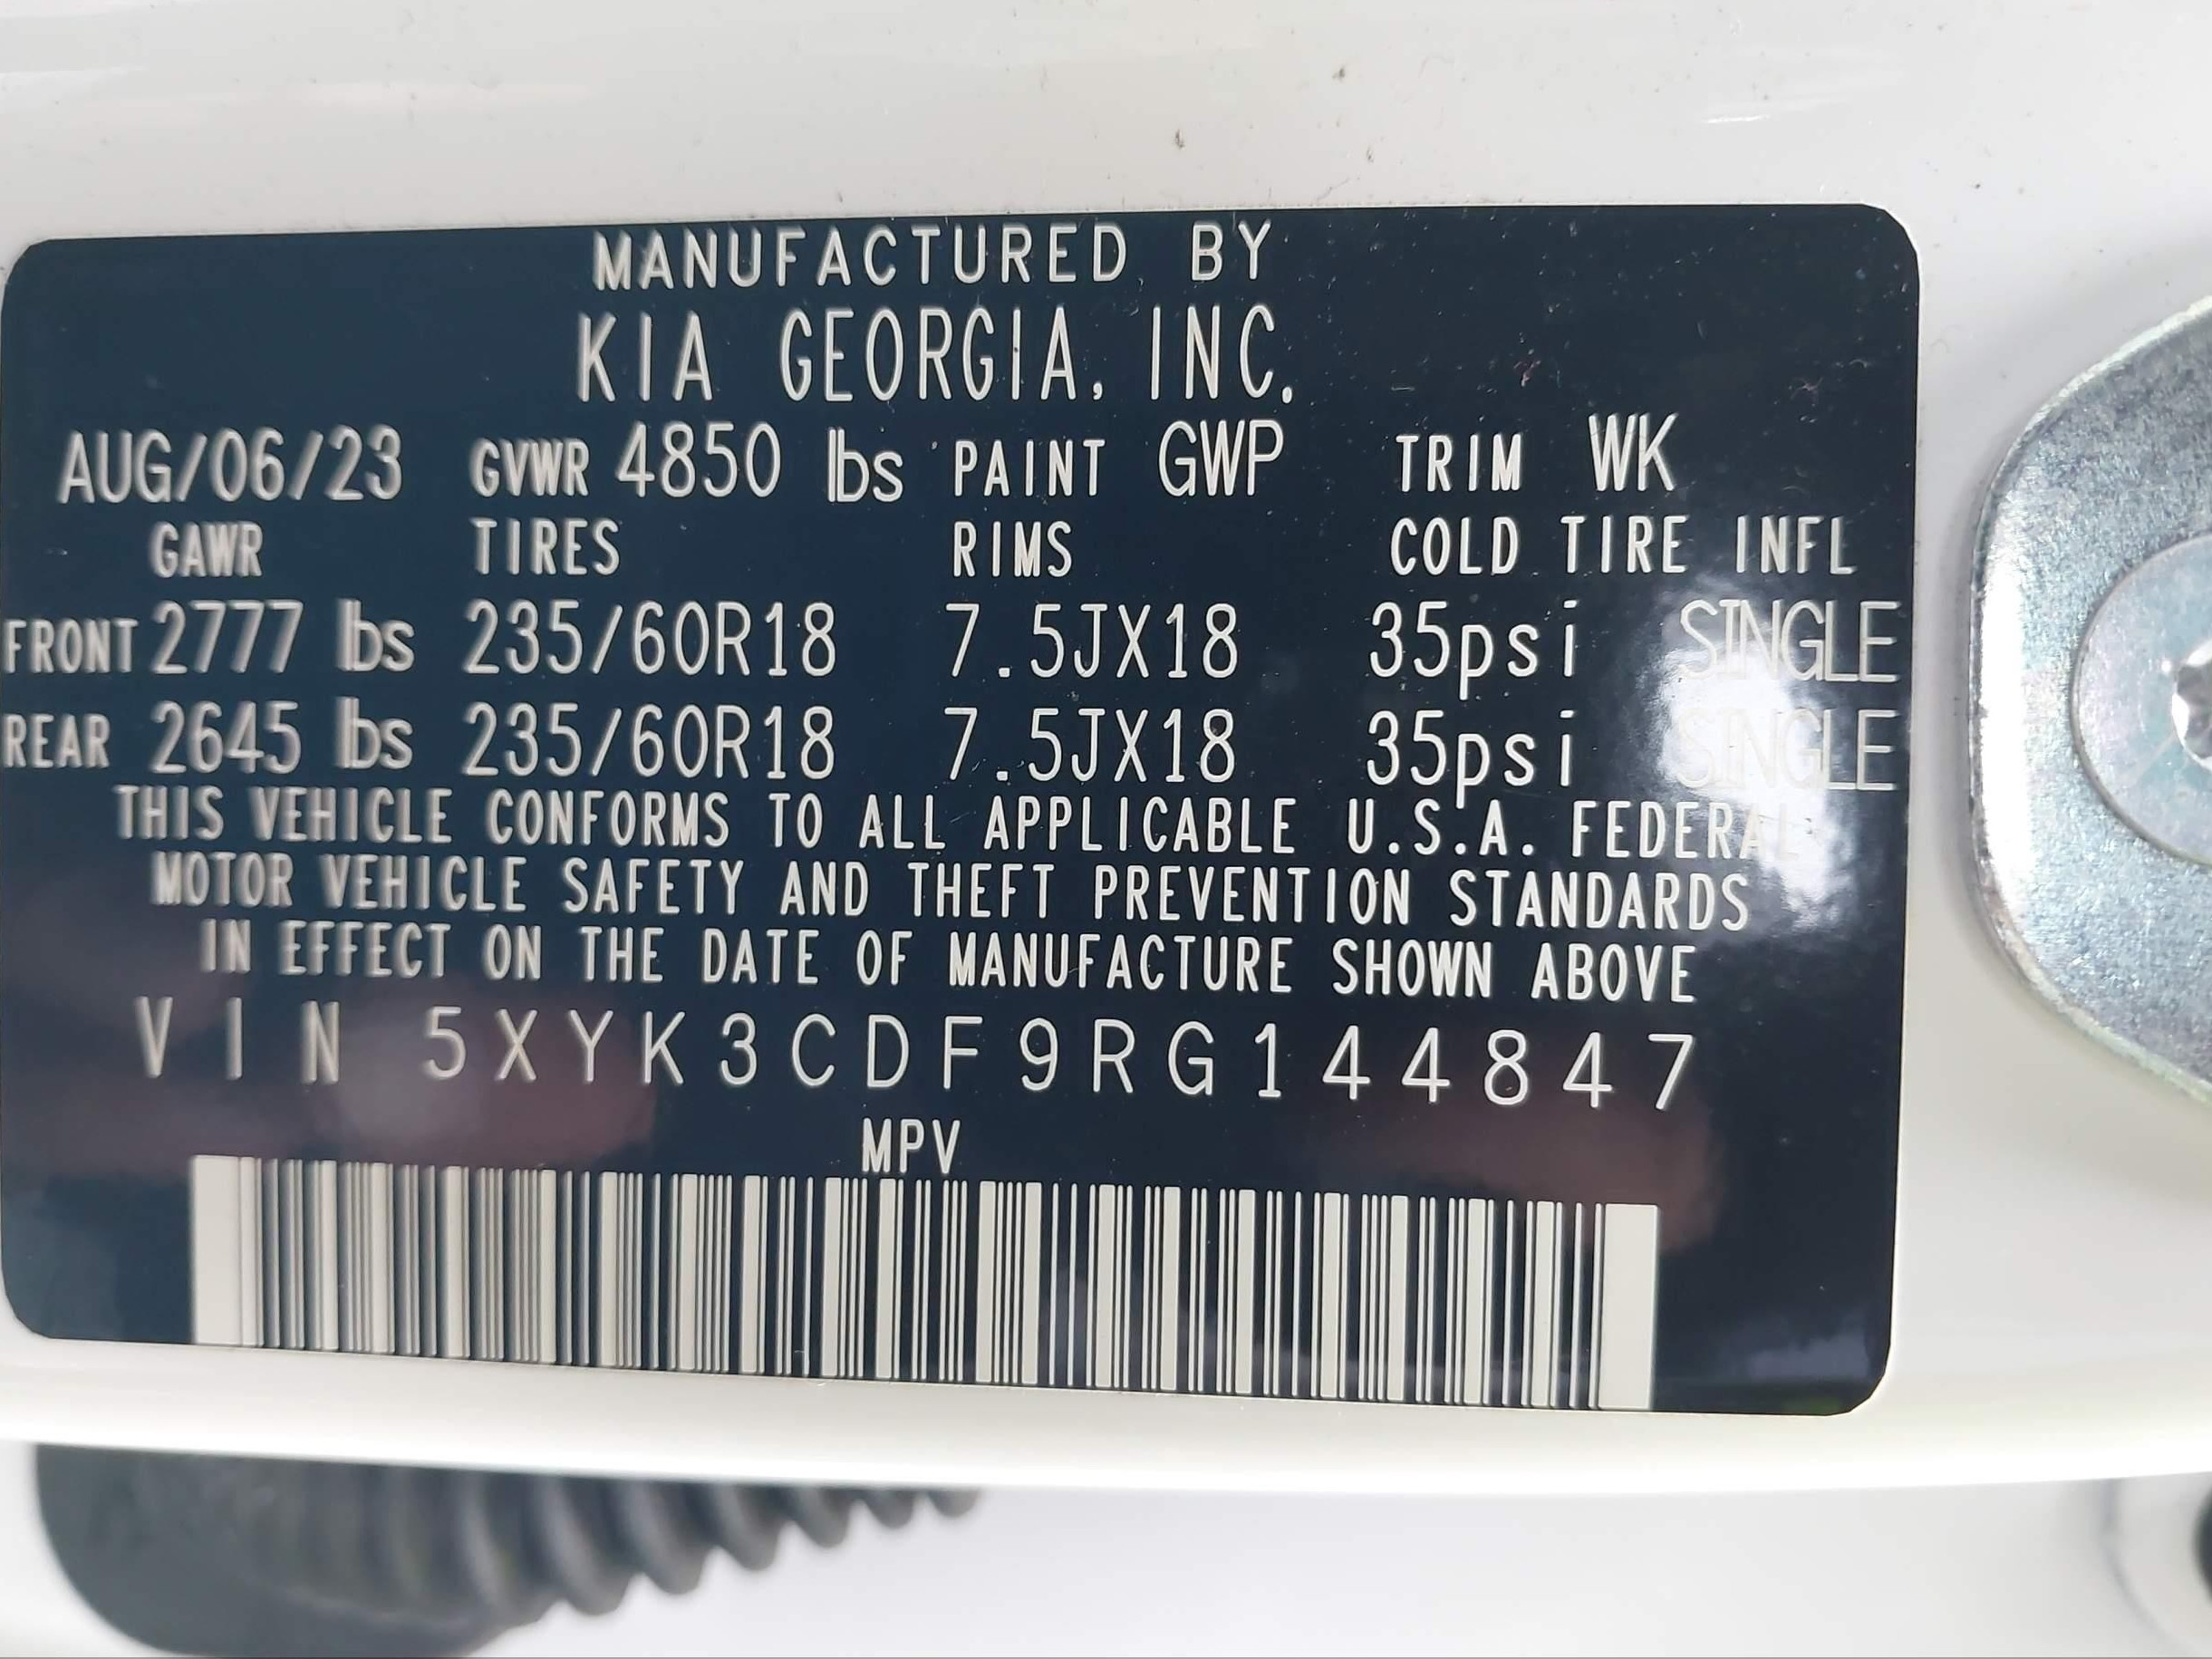 MANUFACTURED BY
KIA GEORGIA, INC.
AUG/06/23 GVWR 4850 lbs PAINT GWP TRIM WK
GAWR TIRES RIMS COLD TIRE INFL
FRONT 2777 lbs 235/60R18 7.5JX18 35psi SINGLE
REAR 2645 lbs 235/60R18 7.5JX18 35psi SINGLE
THIS VEHICLE CONFORMS TO ALL APPLICABLE U.S.A. FEDERAL
MOTOR VEHICLE SAFETY AND THEFT PREVENTION STANDARDS
IN EFFECT ON THE DATE OF MANUFACTURE SHOWN ABOVE
VIN 5XYK3CDF9RG144847
MPV